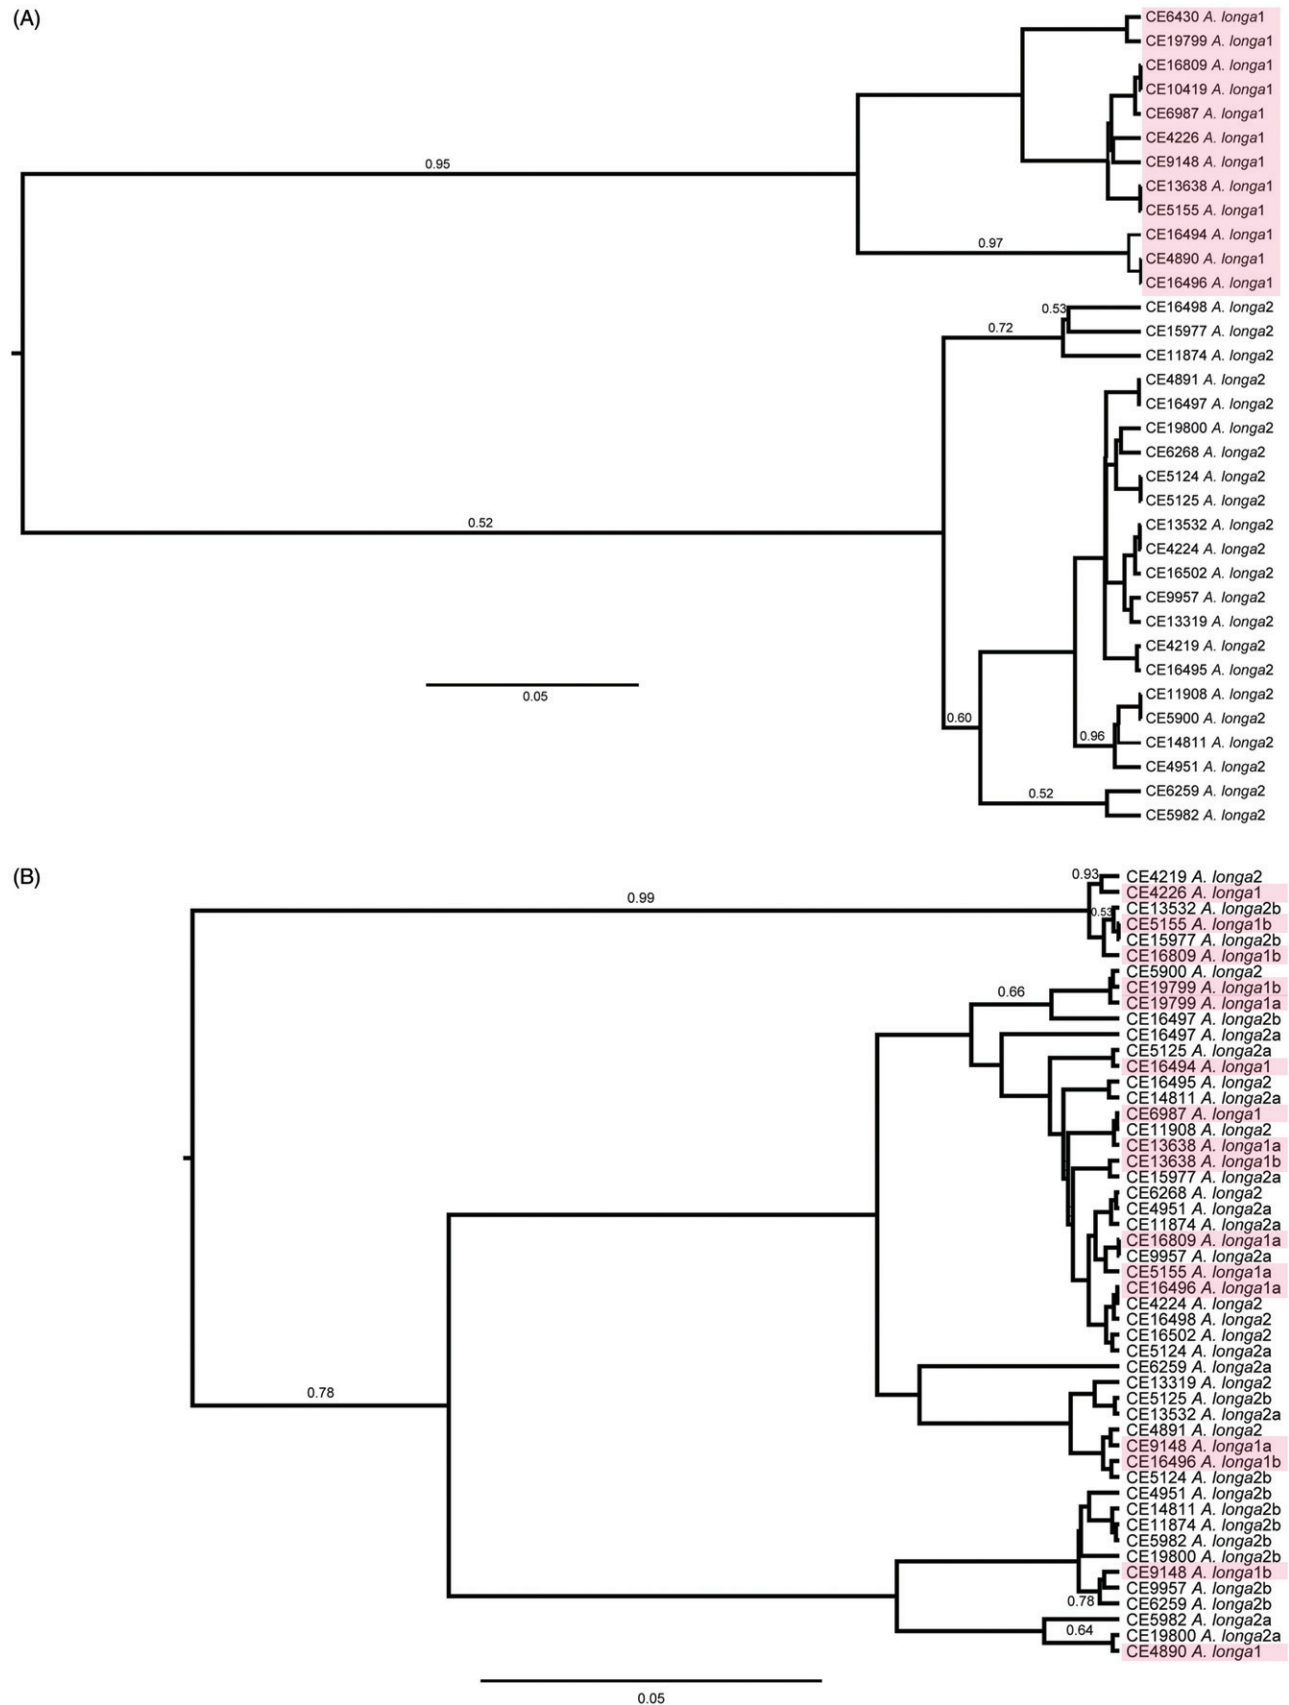 (A)
CE6430 A. longa1
CE19799 A. longa1
CE16809 A. longa1
CE10419 A. longa1
CE6987 A. longa1
CE4226 A. longa1
0.95
CE9148 A. longa1
CE13638 A. longa1
CE5155 A. longa1
CE16494 A. longa1
0.97
CE4890 A. longa1
CE16496 A. longa1
0.53
CE16498 A. longa2
0.72
CE15977 A. longa2
CE11874 A. longa2
CE4891 A. longa2
CE16497 A. longa2
CE19800 A. longa2
CE6268 A. longa2
CE5124 A. longa2
CE5125 A. longa2
0.52
CE13532 A. longa2
CE4224 A. longa2
CE16502 A. longa2
CE9957 A. longa2
CE13319 A. longa2
CE4219 A. longa2
CE16495 A. longa2
0.05
CE11908 A. longa2
0.60
CE5900 A. longa2
0.96
CE14811 A. longa2
CE4951 A. longa2
0.52
CE6259 A. longa2
CE5982 A. longa2
(B)
0.93
CE4219 A. longa2
0.99
CE4226 A. longa1
0.53
CE13532 A. longa2b
CE5155 A. longa1b
CE15977 A. longa2b
CE16809 A. longa1b
CE5900 A. longa2
0.66
CE19799 A. longa1b
CE19799 A. longa1a
CE16497 A. longa2b
CE16497 A. longa2a
CE5125 A. longa2a
CE16494 A. longa1
CE16495 A. longa2
CE14811 A. longa2a
CE6987 A. longa1
CE11908 A. longa2
CE13638 A. longa1a
CE13638 A. longa1b
CE15977 A. longa2a
CE6268 A. longa2
CE4951 A. longa2a
CE11874 A. longa2a
CE16809 A. longa1a
CE9957 A. longa2a
CE5155 A. longa1a
CE16496 A. longa1a
CE4224 A. longa2
CE16498 A. longa2
CE16502 A. longa2
CE5124 A. longa2a
CE6259 A. longa2a
0.78
CE13319 A. longa2
CE5125 A. longa2b
CE13532 A. longa2a
CE4891 A. longa2
CE9148 A. longa1a
CE16496 A. longa1b
CE5124 A. longa2b
CE4951 A. longa2b
CE14811 A. longa2b
CE11874 A. longa2b
CE5982 A. longa2b
CE19800 A. longa2b
CE9148 A. longa1b
CE9957 A. longa2b
0.78
CE6259 A. longa2b
CE5982 A. longa2a
0.64
CE19800 A. longa2a
CE4890 A. longa1
0.05